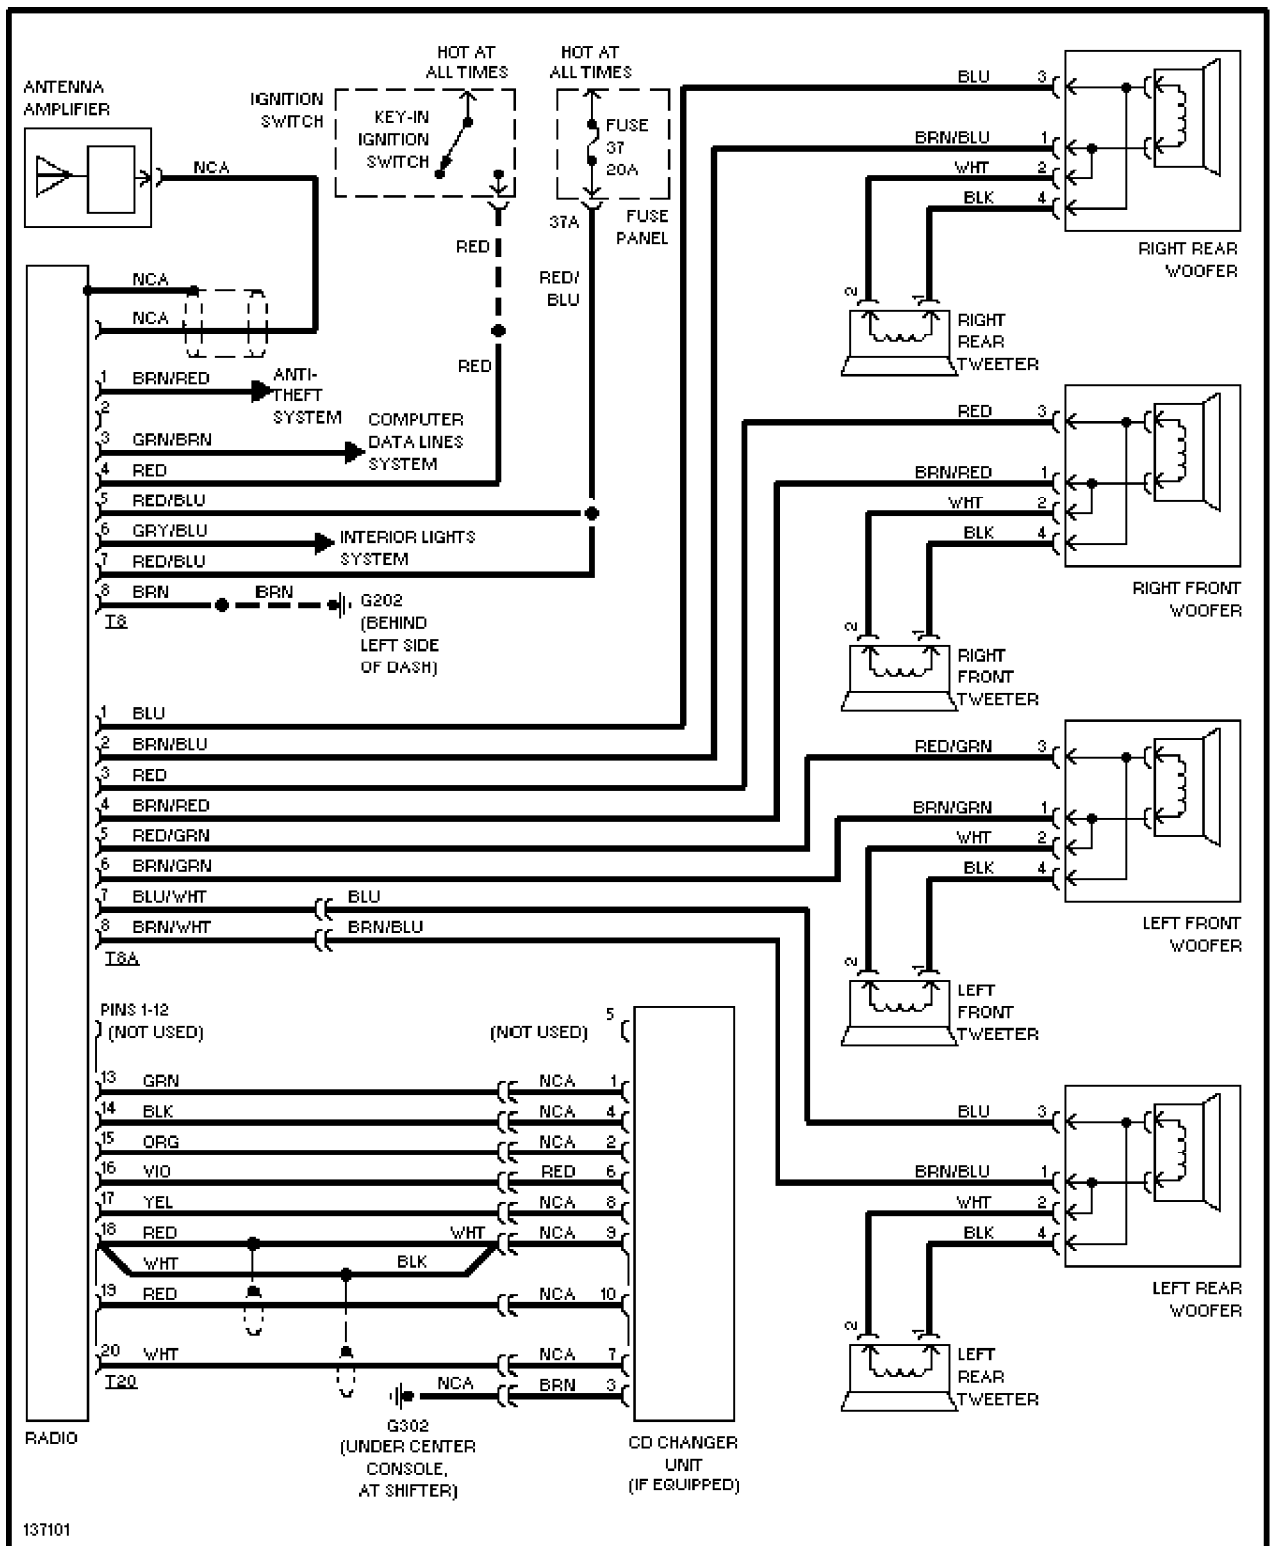 HOT AT
ALL TIMES
HOT AT
ALL TIMES
ANTENNA
AMPLIFIER
IGNITION
SWITCH
KEY-IN
IGNITION
SWITCH
FUSE
37
20A
NCA
37A
FUSE
PANEL
RED
RED/
BLU
NCA
NCA
RED
1 BRN/RED
ANTI-
THEFT
SYSTEM
2
3 GRN/BRN
COMPUTER
DATA LINES
SYSTEM
4 RED
5 RED/BLU
6 GRY/BLU
INTERIOR LIGHTS
SYSTEM
7 RED/BLU
8 BRN BRN
G202
(BEHIND
LEFT SIDE
OF DASH)
T8
1 BLU
2 BRN/BLU
3 RED
4 BRN/RED
5 RED/GRN
6 BRN/GRN
7 BLU/WHT BLU
8 BRN/WHT BRN/BLU
T8A
PINS 1-12
(NOT USED)
(NOT USED) 5
13 GRN NCA 1
14 BLK NCA 4
15 ORG NCA 2
16 VIO RED 6
17 YEL NCA 8
18 RED WHT NCA 9
WHT BLK
19 RED NCA 10
20 WHT NCA 7
T20
NCA BRN 3
G302
(UNDER CENTER
CONSOLE,
AT SHIFTER)
RADIO
CD CHANGER
UNIT
(IF EQUIPPED)
BLU 3
BRN/BLU 1
WHT 2
BLK 4
RIGHT REAR
WOOFER
2 1
RIGHT
REAR
TWEETER
RED 3
BRN/RED 1
WHT 2
BLK 4
RIGHT FRONT
WOOFER
2 1
RIGHT
FRONT
TWEETER
RED/GRN 3
BRN/GRN 1
WHT 2
BLK 4
LEFT FRONT
WOOFER
2 1
LEFT
FRONT
TWEETER
BLU 3
BRN/BLU 1
WHT 2
BLK 4
LEFT REAR
WOOFER
2 1
LEFT
REAR
TWEETER
137101